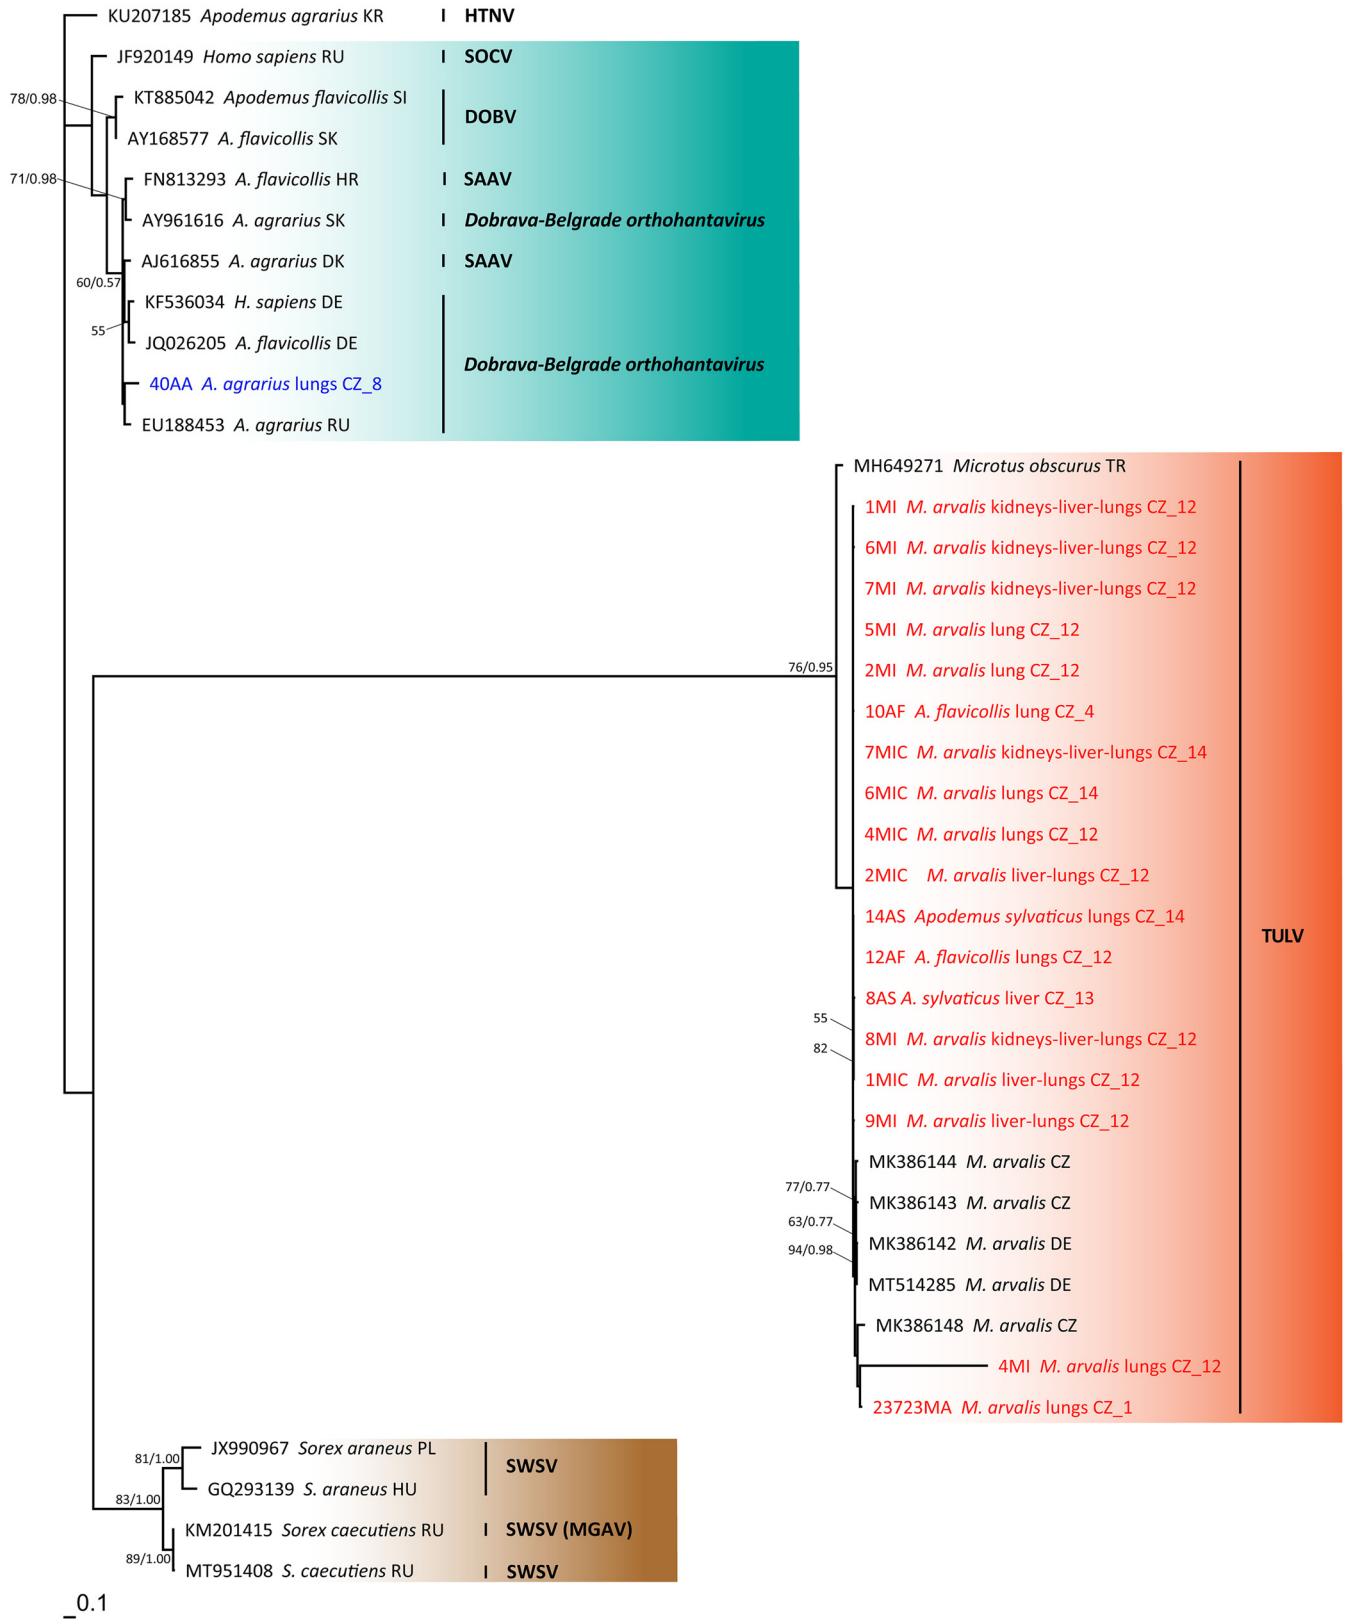 KU207185 Apodemus agrarius KR HTNV
JF920149 Homo sapiens RU SOCV
78/0.98
KT885042 Apodemus flavicollis SI
DOBV
AY168577 A. flavicollis SK
71/0.98
FN813293 A. flavicollis HR SAAV
AY961616 A. agrarius SK Dobrava-Belgrade orthohantavirus
AJ616855 A. agrarius DK SAAV
60/0.57
KF536034 H. sapiens DE
55
JQ026205 A. flavicollis DE
Dobrava-Belgrade orthohantavirus
40AA A. agrarius lungs CZ_8
EU188453 A. agrarius RU
MH649271 Microtus obscurus TR
1MI M. arvalis kidneys-liver-lungs CZ_12
6MI M. arvalis kidneys-liver-lungs CZ_12
7MI M. arvalis kidneys-liver-lungs CZ_12
5MI M. arvalis lung CZ_12
76/0.95
2MI M. arvalis lung CZ_12
10AF A. flavicollis lung CZ_4
7MIC M. arvalis kidneys-liver-lungs CZ_14
6MIC M. arvalis lungs CZ_14
4MIC M. arvalis lungs CZ_12
2MIC M. arvalis liver-lungs CZ_12
14AS Apodemus sylvaticus lungs CZ_14
TULV
12AF A. flavicollis lungs CZ_12
8AS A. sylvaticus liver CZ_13
55
8MI M. arvalis kidneys-liver-lungs CZ_12
82
1MIC M. arvalis liver-lungs CZ_12
9MI M. arvalis liver-lungs CZ_12
MK386144 M. arvalis CZ
77/0.77
MK386143 M. arvalis CZ
63/0.77
MK386142 M. arvalis DE
94/0.98
MT514285 M. arvalis DE
MK386148 M. arvalis CZ
4MI M. arvalis lungs CZ_12
23723MA M. arvalis lungs CZ_1
JX990967 Sorex araneus PL
81/1.00
SWSV
GQ293139 S. araneus HU
83/1.00
KM201415 Sorex caecutiens RU SWSV (MGAV)
89/1.00
MT951408 S. caecutiens RU SWSV
0.1